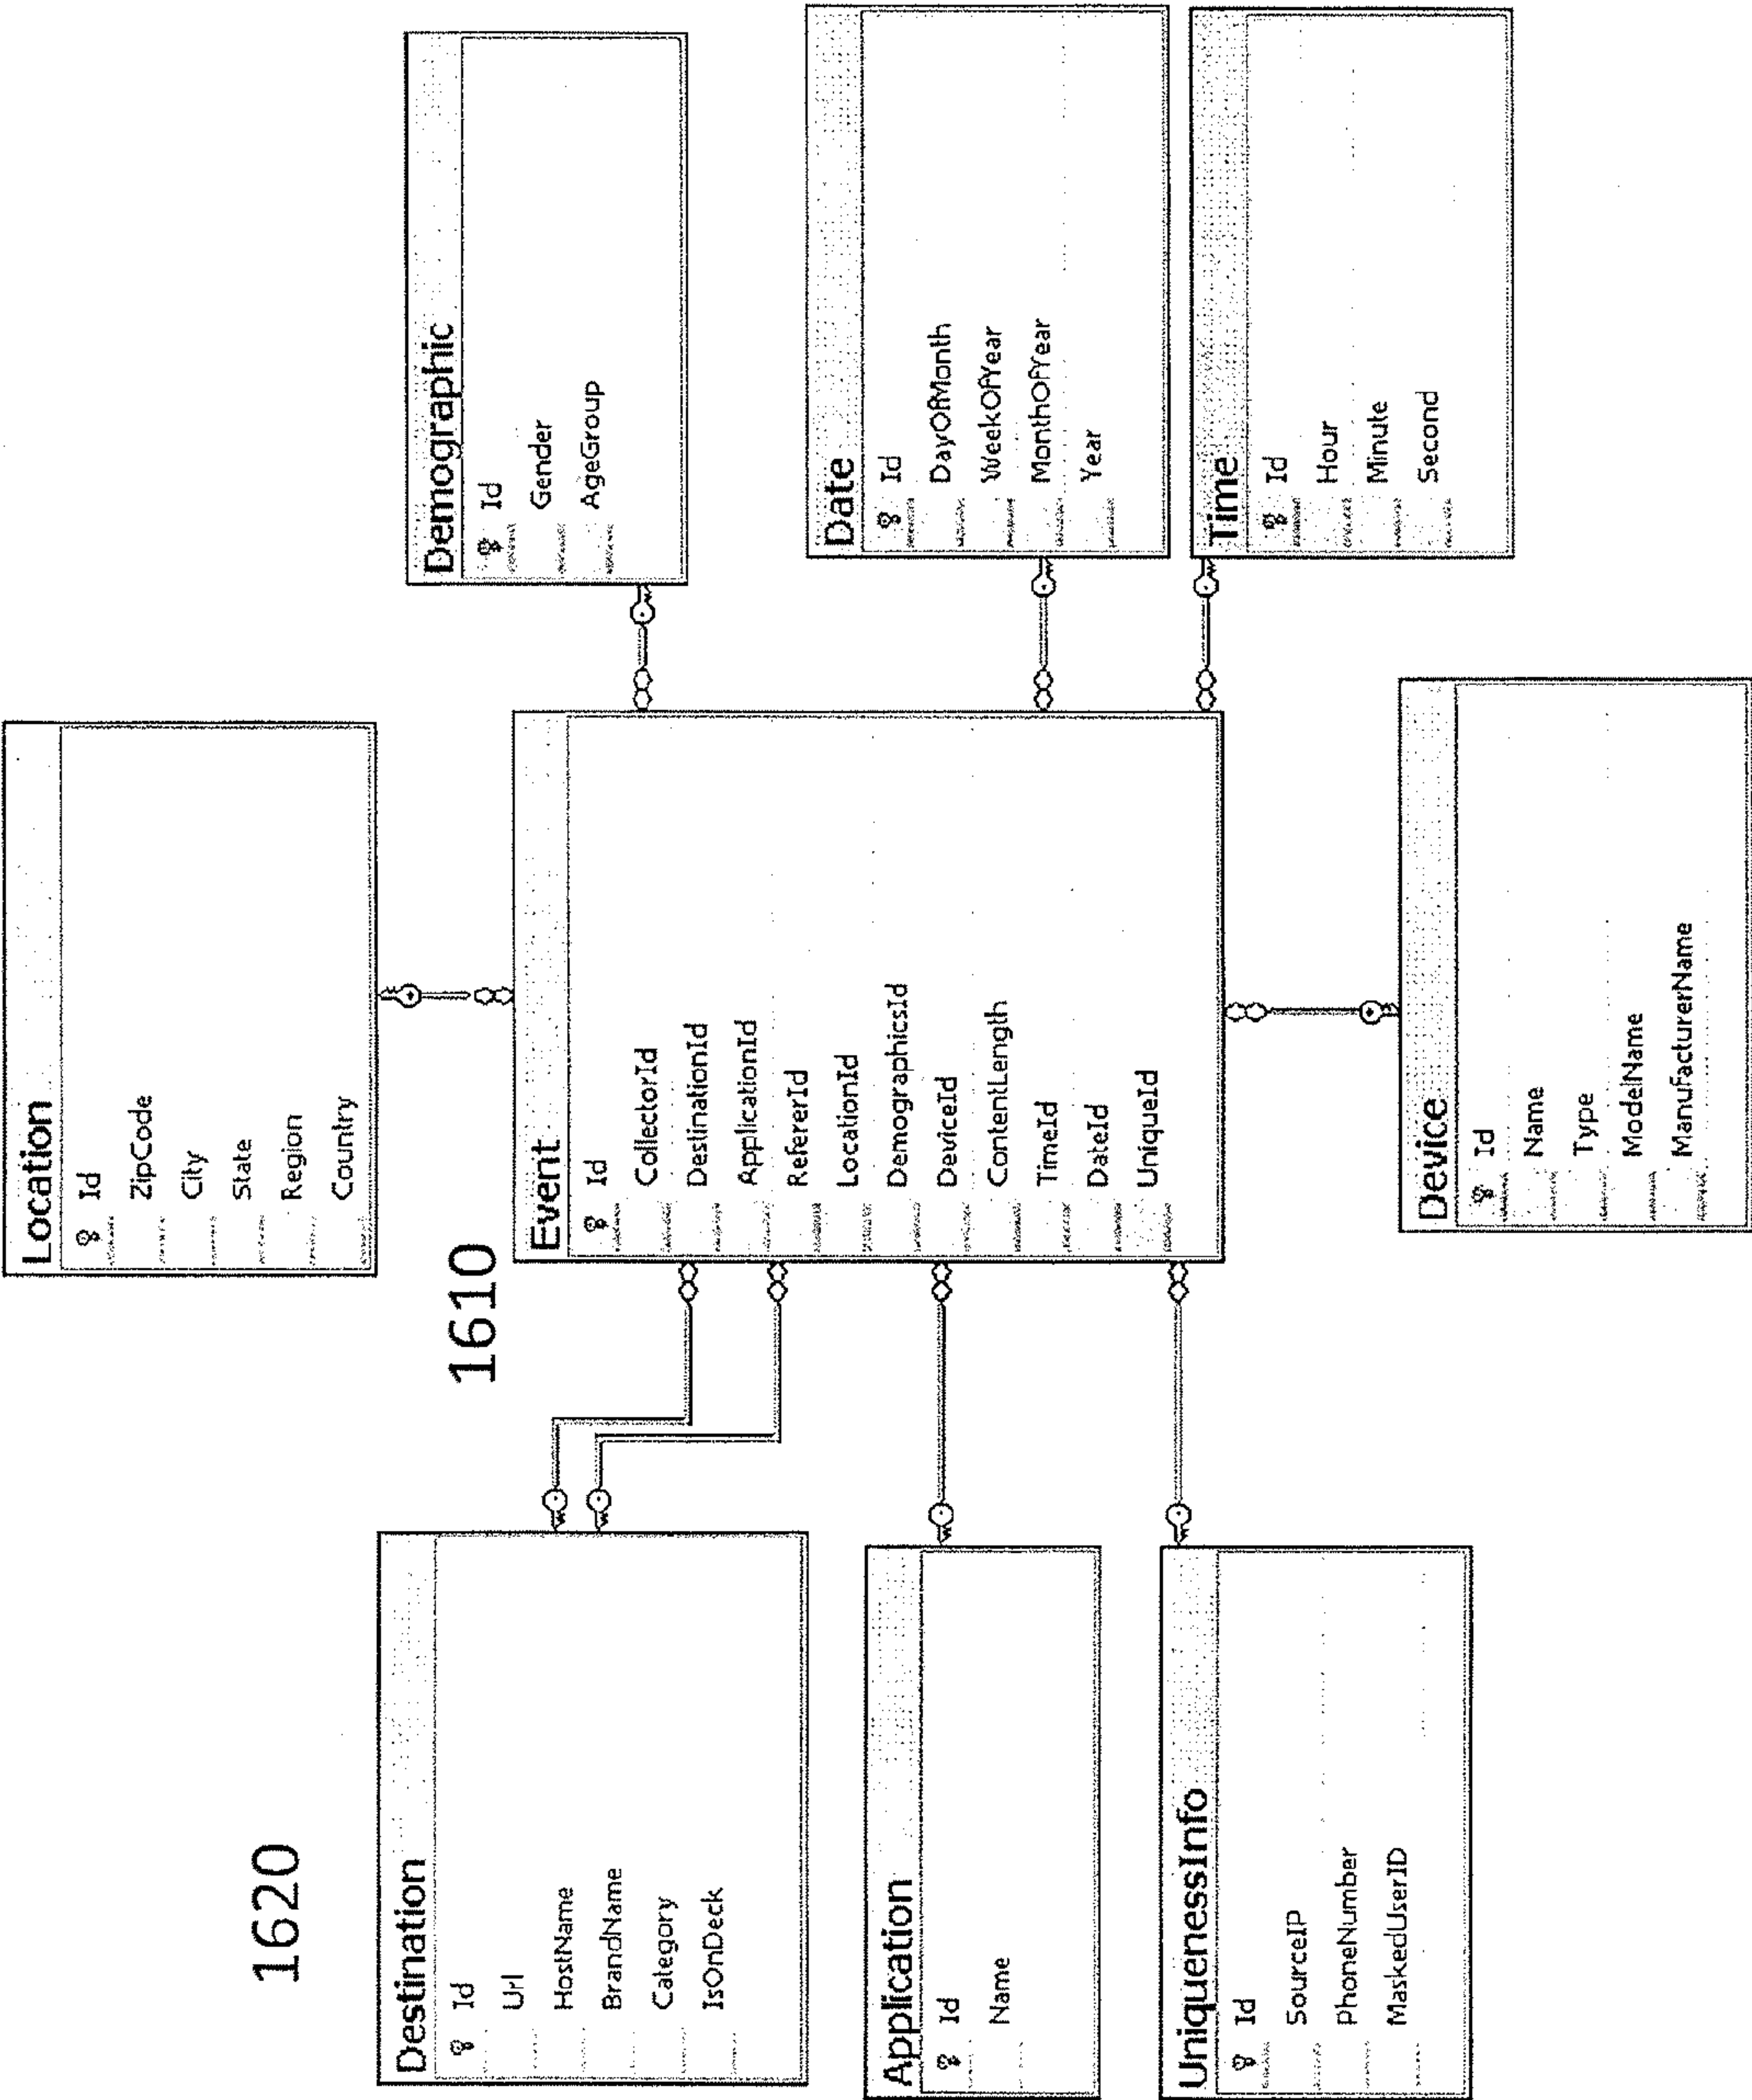 1620
Destination
Id
Url
HostName
BrandName
Category
IsOnDeck
Application
Id
Name
UniquenessInfo
Id
SourceIP
PhoneNumber
MaskedUserID
Location
Id
ZipCode
City
State
Region
Country
1610
Event
Id
CollectorId
DestinationId
ApplicationId
RefererId
LocationId
DemographicsId
DeviceId
ContentLength
TimeId
DateId
UniqueId
Device
Id
Name
Type
ModelName
ManufacturerName
Demographic
Id
Gender
AgeGroup
Date
Id
DayOfMonth
WeekOfYear
MonthOfYear
Year
Time
Id
Hour
Minute
Second